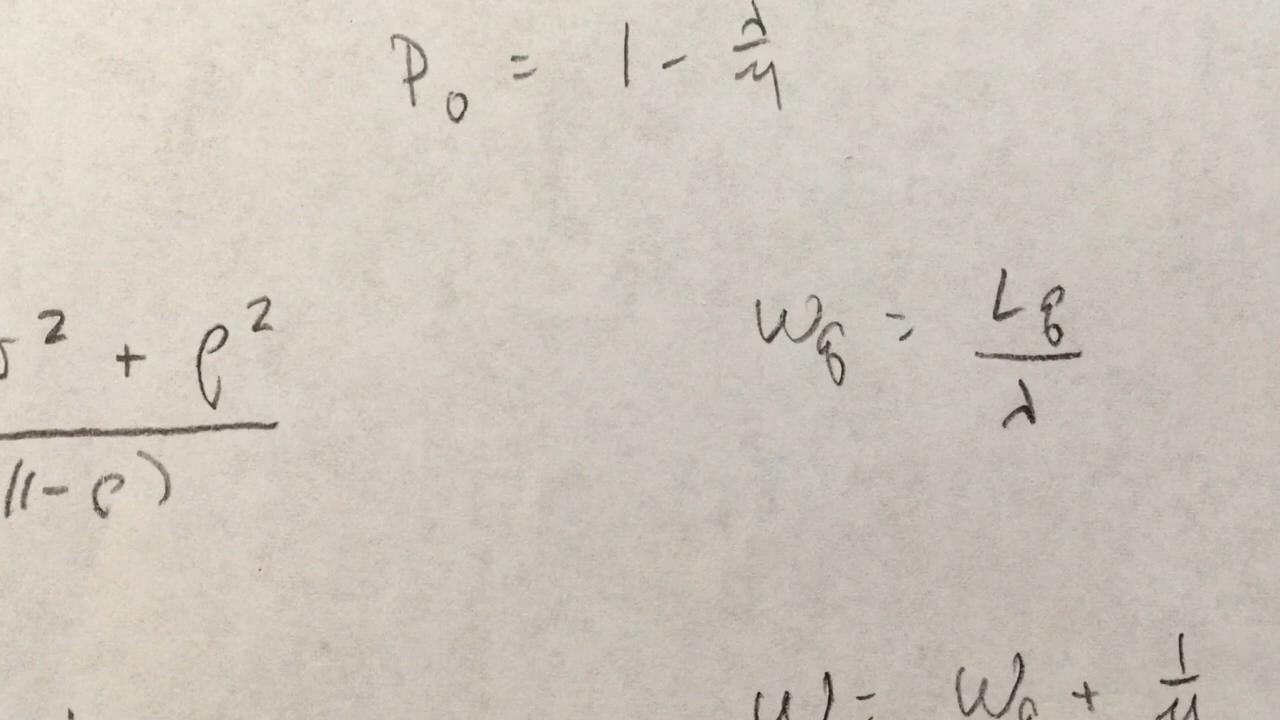 P₀ = 1 - λ/μ
σ² + ρ² / (1-ρ)
Wq = Lq/λ
W = Wq + 1/μ